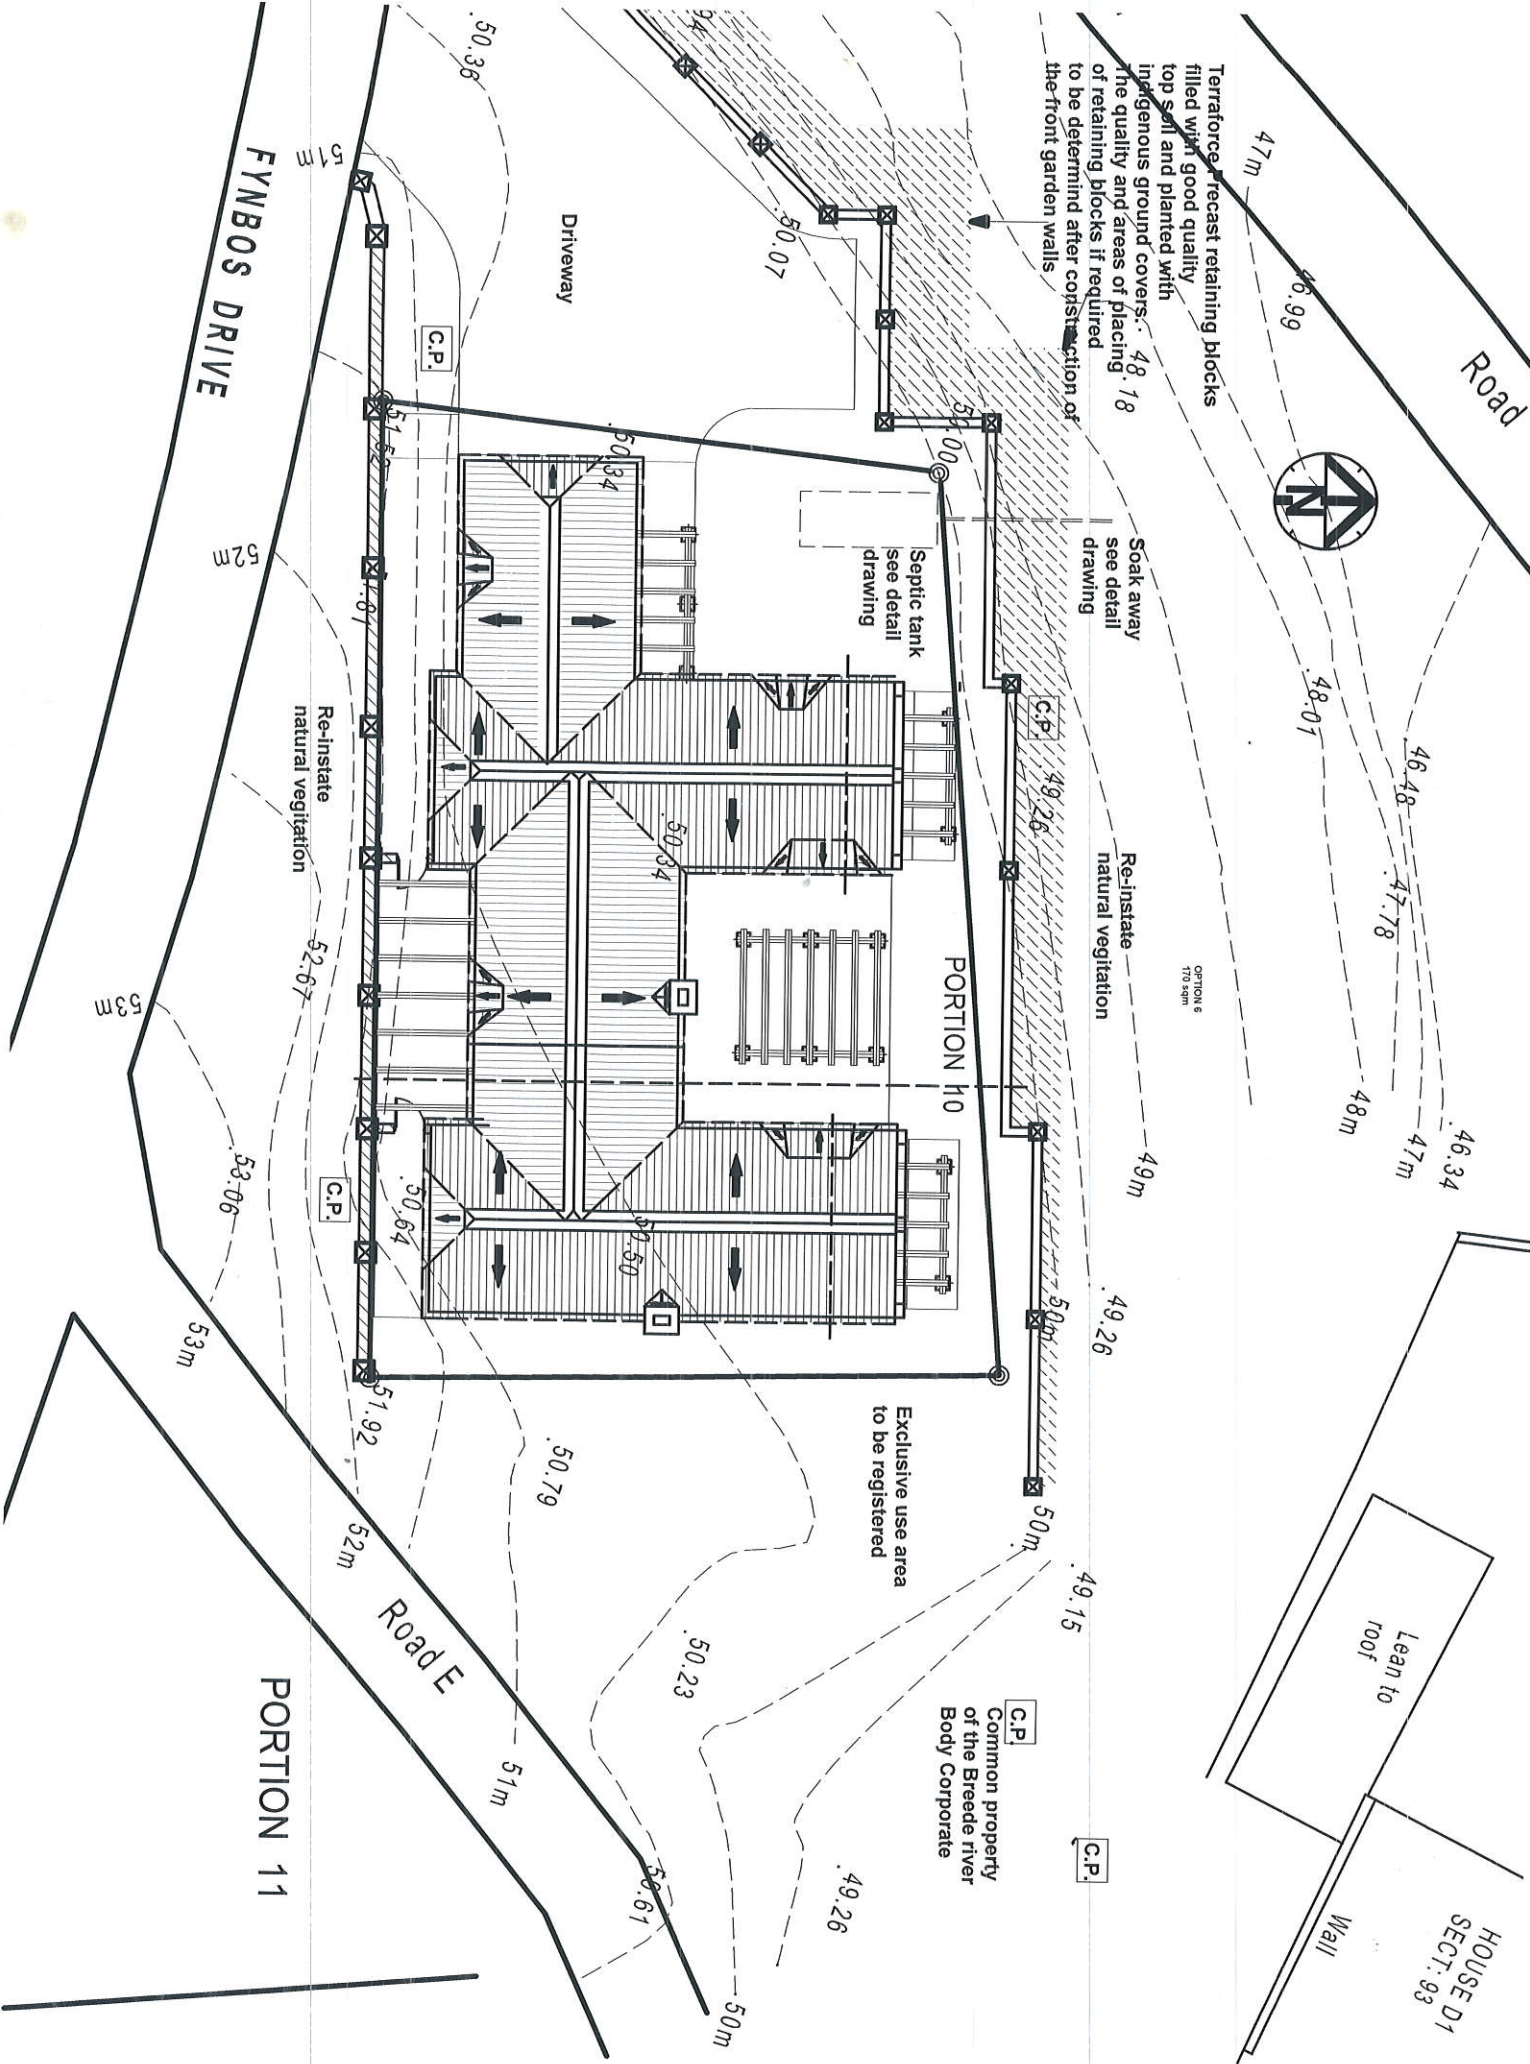 Terraforce Precast retaining blocks
filled with good quality
top soil and planted with
indigenous ground covers.
The quality and areas of placing
of retaining blocks if required
to be determind after construction of
the front garden walls
Road
47m
46.99
48.18
N
50.36
50.07
50.00
51m
FYNBOS DRIVE
Driveway
C.P.
50.34
Septic tank
see detail
drawing
Soak away
see detail
drawing
48.01
46.48
47.78
52m
Re-instate
natural vegitation
C.P.
49.26
Re-instate
natural vegitation
OPTION 6
170 sqm
50.34
PORTION 10
52.67
53m
48m
47m
46.34
49m
53.06
C.P.
50.64
50.50
50m
49.26
53m
51.92
50.79
Exclusive use area
to be registered
50m
49.15
52m
Road E
50.23
C.P.
Common property
of the Breede river
Body Corporate
C.P.
Lean to
roof
Wall
HOUSE D1
SECT: 93
PORTION 11
51m
50.61
49.26
50m